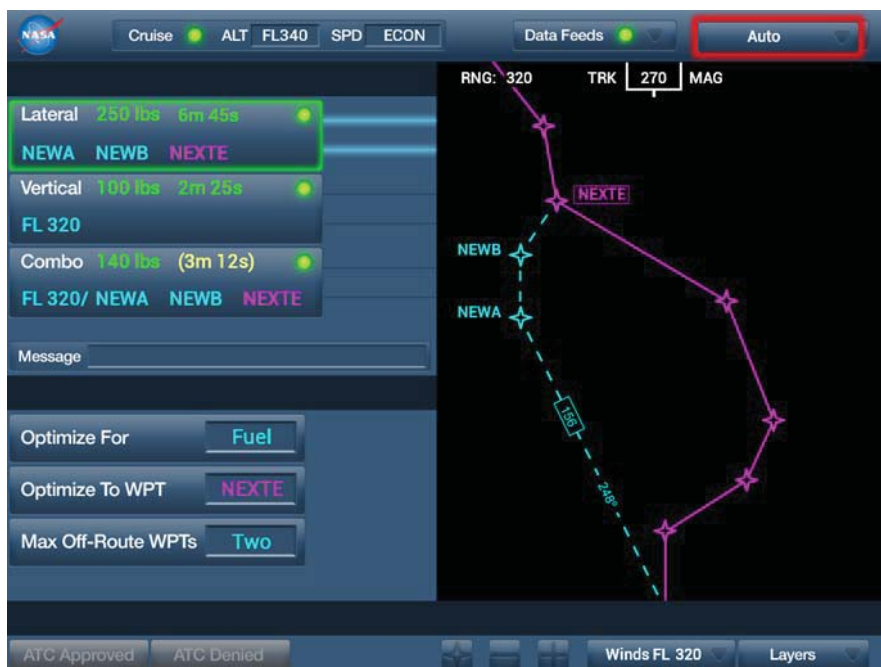 NASA Cruise ALT FL340 SPD ECON Data Feeds Auto
RNG: 320 TRK 270 MAG
Lateral 250 lbs 6m 45s
NEWA NEWB NEXTE
Vertical 100 lbs 2m 25s
FL 320
Combo 140 lbs (3m 12s)
FL 320/ NEWA NEWB NEXTE
Message
Optimize For Fuel
Optimize To WPT NEXTE
Max Off-Route WPTs Two
NEXTE
NEWB
NEWA
156
248°
ATC Approved ATC Denied Winds FL 320 Layers